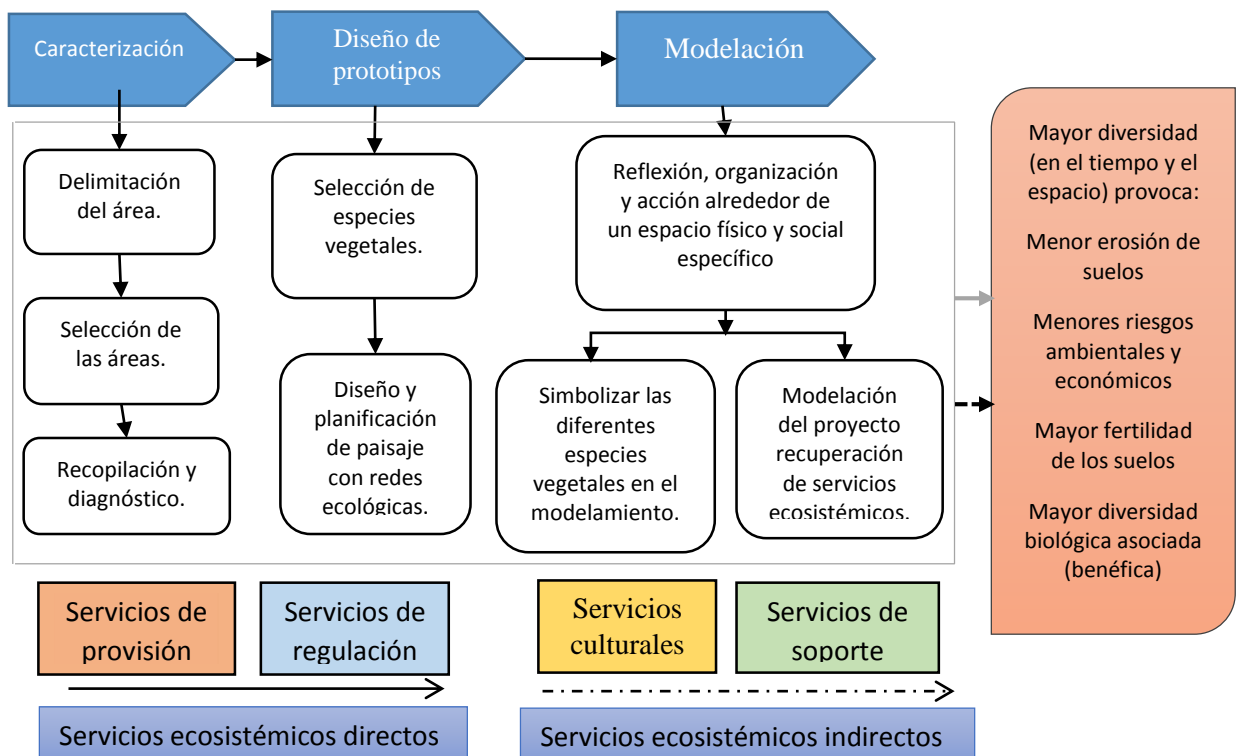 Caracterización
Diseño de
prototipos
Modelación
Delimitación
del área.
Selección de
las áreas.
Recopilación y
diagnóstico.
Selección de
especies
vegetales.
Diseño y
planificación
de paisaje
con redes
ecológicas.
Reflexión, organización
y acción alrededor de
un espacio físico y social
específico
Simbolizar las
diferentes
especies
vegetales en el
modelamiento.
Modelación
del proyecto
recuperación
de servicios
ecosistémicos.
Mayor diversidad
(en el tiempo y el
espacio) provoca:
Menor erosión de
suelos
Menores riesgos
ambientales y
económicos
Mayor fertilidad
de los suelos
Mayor diversidad
biológica asociada
(benéfica)
Servicios de
provisión
Servicios de
regulación
Servicios
culturales
Servicios de
soporte
Servicios ecosistémicos directos
Servicios ecosistémicos indirectos